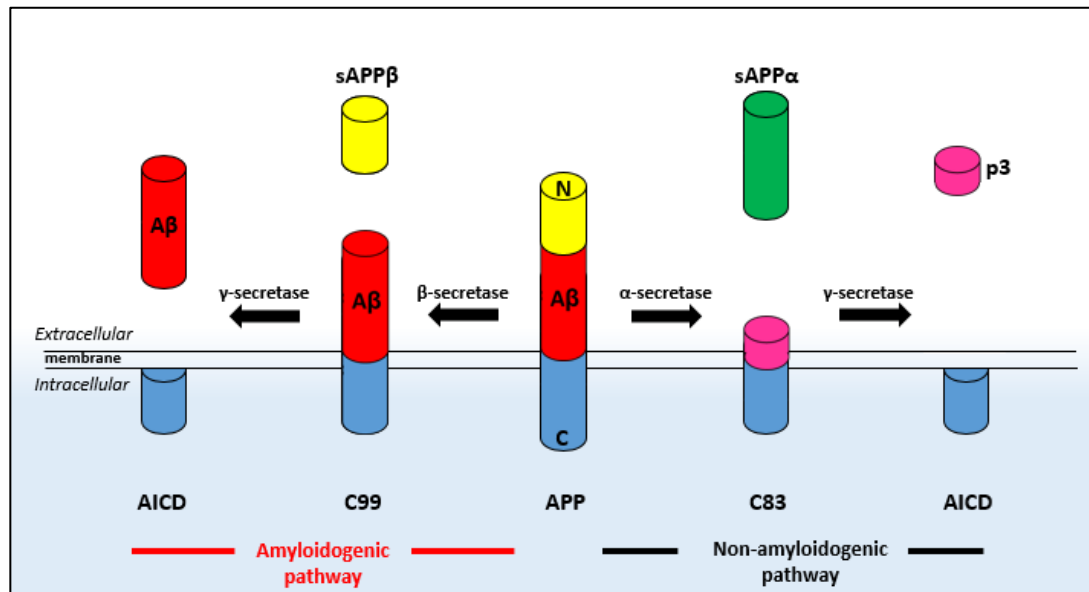 sAPPβ
sAPPα
p3
N
Aβ
Aβ
Aβ
γ-secretase
β-secretase
α-secretase
γ-secretase
Extracellular
membrane
Intracellular
C
AICD
C99
APP
C83
AICD
Amyloidogenic
pathway
Non-amyloidogenic
pathway